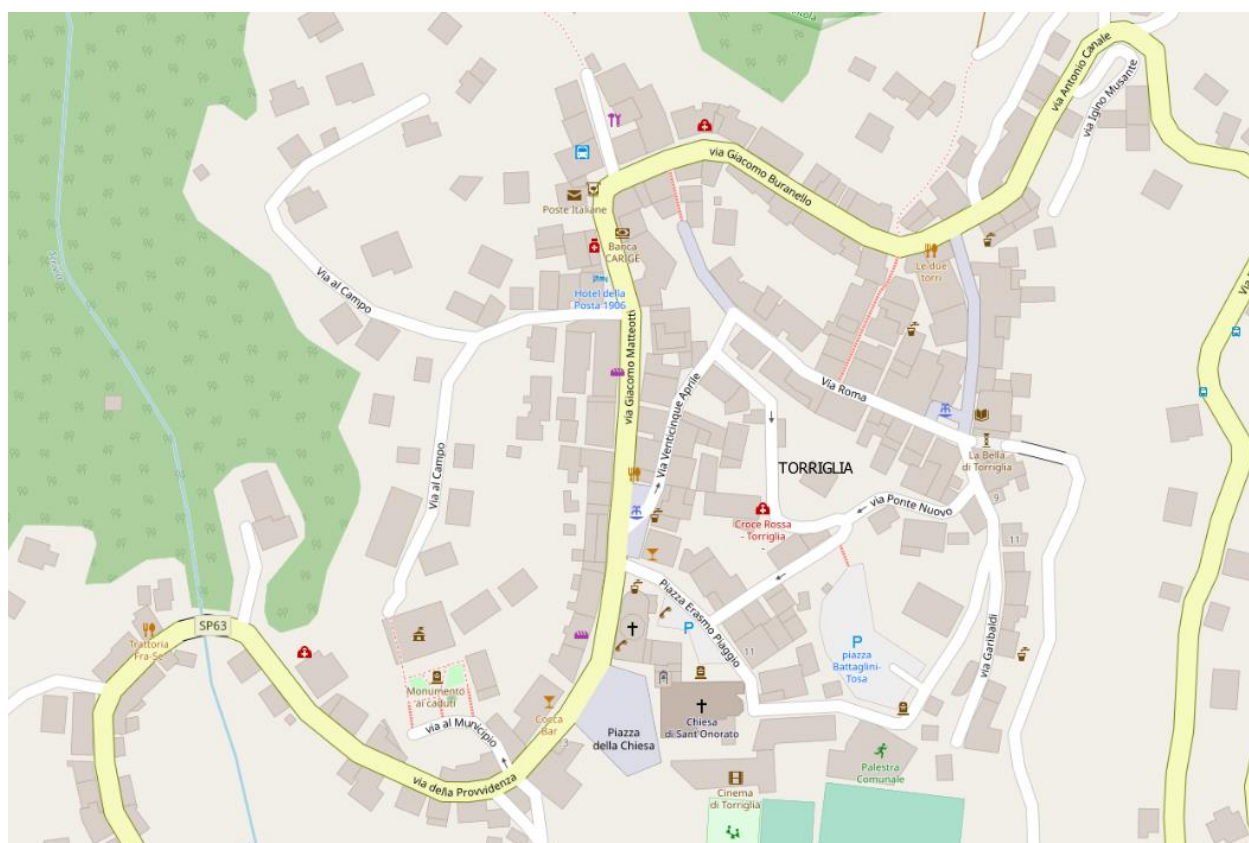 via Antonio Canale
via Igino Musante
via Giacomo Buranello
Poste Italiane
Banca
CARIGE
Le due
torri
Hotel della
Posta 1906
Via al Campo
via Giacomo Matteotti
Via
Via Roma
Via Venticinque Aprile
La Bella
di Torriglia
Via al Campo
TORRIGLIA
9
via Ponte Nuovo
Croce Rossa
- Torriglia
-
11
Piazza Erasmo Piaggio
SP63
Trattoria
Fra-Se
P
11
P
piazza
Battaglini-
Tosa
via Garibaldi
Monumento
ai caduti
via al Municipio
Cocca
Bar
3
Piazza
della Chiesa
Chiesa
di Sant'Onorato
Palestra
Comunale
via della Provvidenza
Cinema
di Torriglia